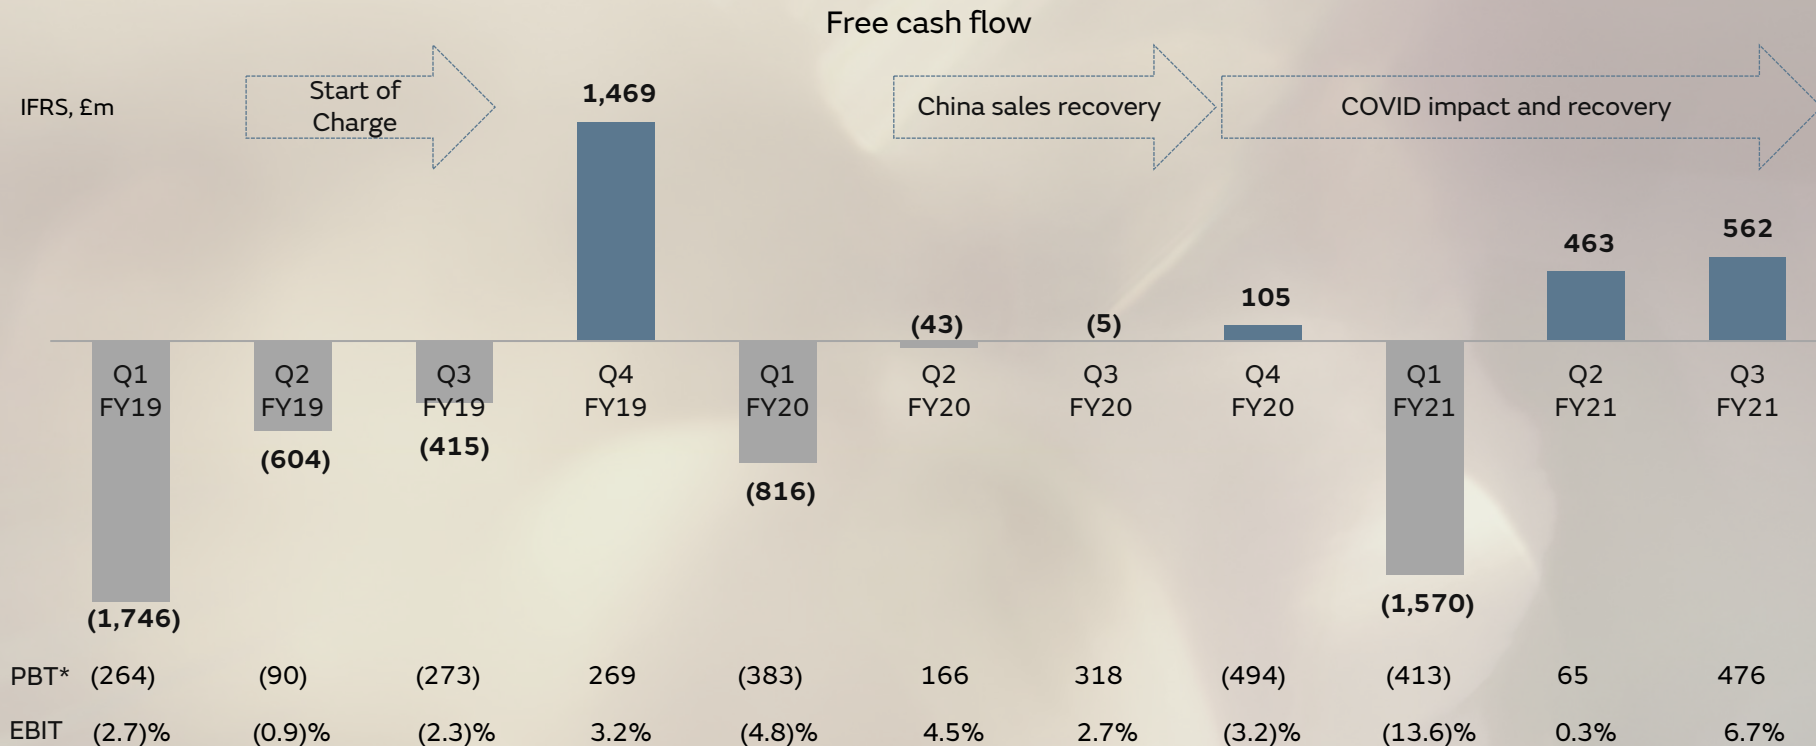 Free cash flow
IFRS, £m
Start of
Charge
China sales recovery
COVID impact and recovery
1,469
562
463
105
(43)
(5)
Q1 Q2 Q3 Q4 Q1 Q2 Q3 Q4 Q1 Q2 Q3
FY19 FY19 FY19 FY19 FY20 FY20 FY20 FY20 FY21 FY21 FY21
(415)
(604)
(816)
(1,570)
(1,746)
PBT* (264) (90) (273) 269 (383) 166 318 (494) (413) 65 476
EBIT (2.7)% (0.9)% (2.3)% 3.2% (4.8)% 4.5% 2.7% (3.2)% (13.6)% 0.3% 6.7%